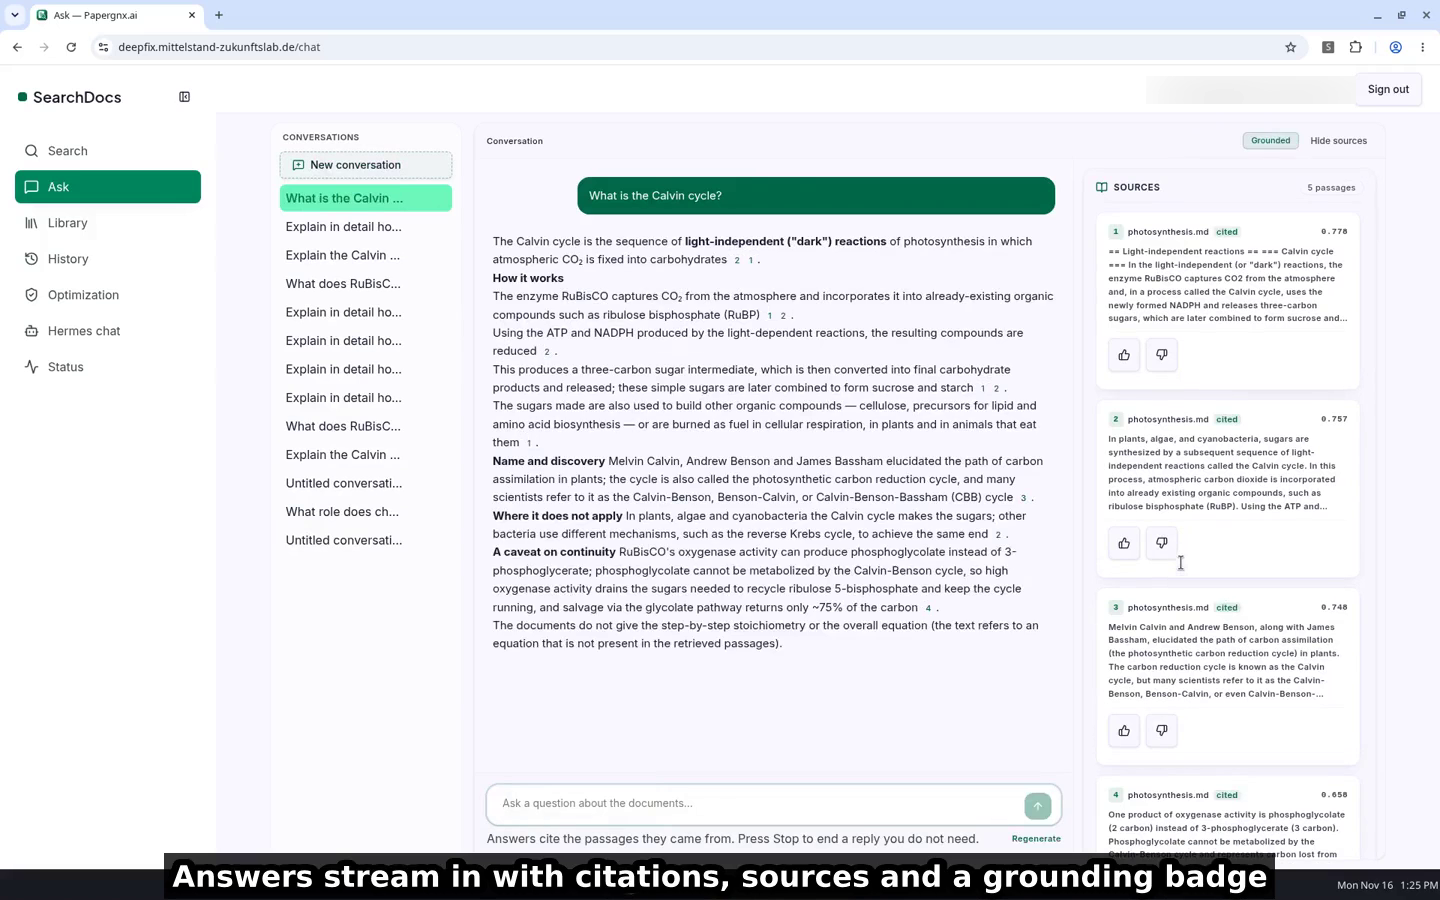 Ask — Papergnx.ai
deepfix.mittelstand-zukunftslab.de/chat
S
SearchDocs
Sign out
Search
Ask
Library
History
Optimization
Hermes chat
Status
CONVERSATIONS
New conversation
What is the Calvin ...
Explain in detail ho...
Explain the Calvin ...
What does RuBisC...
Explain in detail ho...
Explain in detail ho...
Explain in detail ho...
Explain in detail ho...
What does RuBisC...
Explain the Calvin ...
Untitled conversati...
What role does ch...
Untitled conversati...
Conversation
Grounded
Hide sources
What is the Calvin cycle?
The Calvin cycle is the sequence of light-independent ("dark") reactions of photosynthesis in which
atmospheric CO₂ is fixed into carbohydrates 2 1 .
How it works
The enzyme RuBisCO captures CO₂ from the atmosphere and incorporates it into already-existing organic
compounds such as ribulose bisphosphate (RuBP) 1 2 .
Using the ATP and NADPH produced by the light-dependent reactions, the resulting compounds are
reduced 2 .
This produces a three-carbon sugar intermediate, which is then converted into final carbohydrate
products and released; these simple sugars are later combined to form sucrose and starch 1 2 .
The sugars made are also used to build other organic compounds — cellulose, precursors for lipid and
amino acid biosynthesis — or are burned as fuel in cellular respiration, in plants and in animals that eat
them 1 .
Name and discovery Melvin Calvin, Andrew Benson and James Bassham elucidated the path of carbon
assimilation in plants; the cycle is also called the photosynthetic carbon reduction cycle, and many
scientists refer to it as the Calvin-Benson, Benson-Calvin, or Calvin-Benson-Bassham (CBB) cycle 3 .
Where it does not apply In plants, algae and cyanobacteria the Calvin cycle makes the sugars; other
bacteria use different mechanisms, such as the reverse Krebs cycle, to achieve the same end 2 .
A caveat on continuity RuBisCO's oxygenase activity can produce phosphoglycolate instead of 3-
phosphoglycerate; phosphoglycolate cannot be metabolized by the Calvin-Benson cycle, so high
oxygenase activity drains the sugars needed to recycle ribulose 5-bisphosphate and keep the cycle
running, and salvage via the glycolate pathway returns only ~75% of the carbon 4 .
The documents do not give the step-by-step stoichiometry or the overall equation (the text refers to an
equation that is not present in the retrieved passages).
Ask a question about the documents...
Answers cite the passages they came from. Press Stop to end a reply you do not need.
Regenerate
SOURCES
5 passages
1 photosynthesis.md cited 0.778
== Light-independent reactions == === Calvin cycle
=== In the light-independent (or "dark") reactions, the
enzyme RuBisCO captures CO2 from the atmosphere
and, in a process called the Calvin cycle, uses the
newly formed NADPH and releases three-carbon
sugars, which are later combined to form sucrose and...
2 photosynthesis.md cited 0.757
In plants, algae, and cyanobacteria, sugars are
synthesized by a subsequent sequence of light-
independent reactions called the Calvin cycle. In this
process, atmospheric carbon dioxide is incorporated
into already existing organic compounds, such as
ribulose bisphosphate (RuBP). Using the ATP and...
3 photosynthesis.md cited 0.748
Melvin Calvin and Andrew Benson, along with James
Bassham, elucidated the path of carbon assimilation
(the photosynthetic carbon reduction cycle) in plants.
The carbon reduction cycle is known as the Calvin
cycle, but many scientists refer to it as the Calvin-
Benson, Benson-Calvin, or even Calvin-Benson-...
4 photosynthesis.md cited 0.658
One product of oxygenase activity is phosphoglycolate
(2 carbon) instead of 3-phosphoglycerate (3 carbon).
Phosphoglycolate cannot be metabolized by the
Calvin-Benson cycle and represents carbon lost from
Answers stream in with citations, sources and a grounding badge
Mon Nov 16 1:25 PM